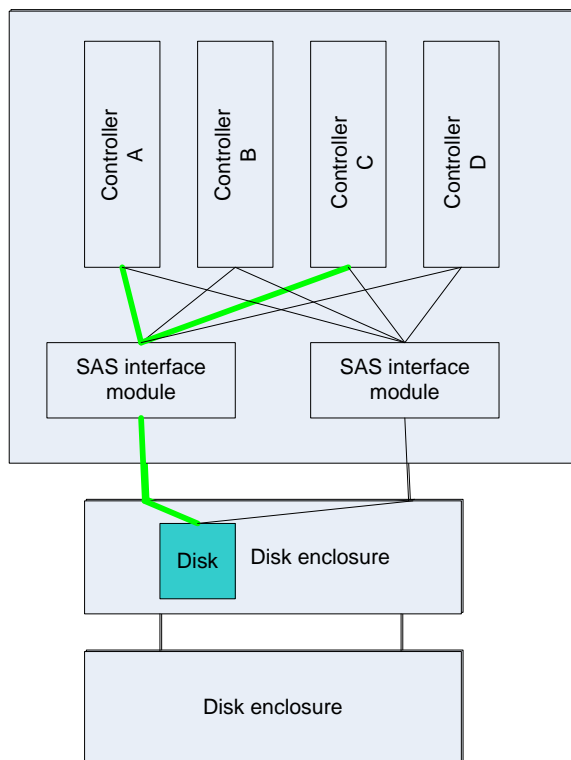 Controller
A
Controller
B
Controller
C
Controller
D
SAS interface
module
SAS interface
module
Disk
Disk enclosure
Disk enclosure